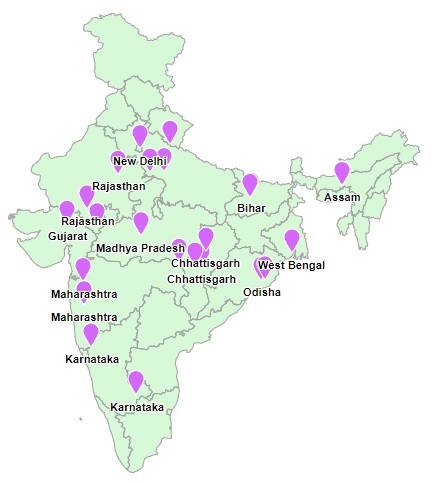 New Delhi
Rajasthan
Assam
Bihar
Rajasthan
Gujarat
Madhya Pradesh
Chhattisgarh
West Bengal
Chhattisgarh
Maharashtra
Odisha
Maharashtra
Karnataka
Karnataka